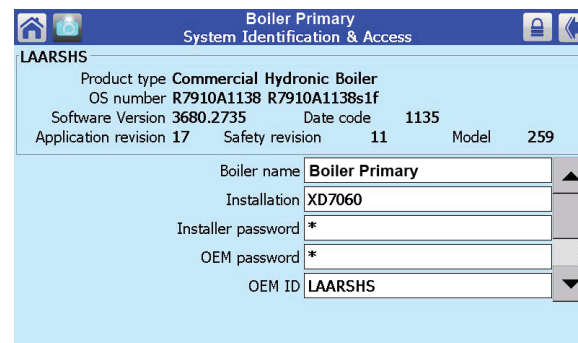 Boiler Primary
System Identification & Access
LAARSHS
Product type Commercial Hydronic Boiler
OS number R7910A1138 R7910A1138s1f
Software Version 3680.2735 Date code 1135
Application revision 17 Safety revision 11 Model 259
Boiler name Boiler Primary
Installation XD7060
Installer password *
OEM password *
OEM ID LAARSHS